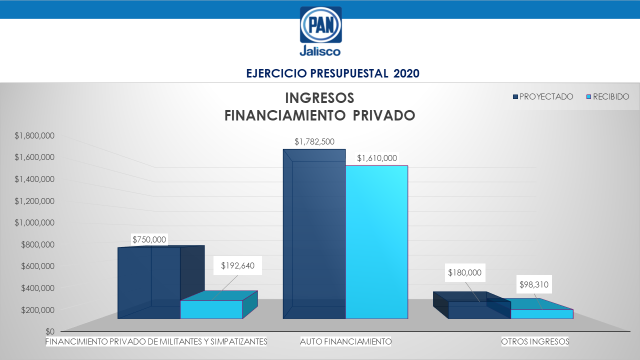 PAN
Jalisco
EJERCICIO PRESUPUESTAL 2020
INGRESOS
FINANCIAMIENTO PRIVADO
PROYECTADO RECIBIDO
$1,800,000
$1,600,000
$1,400,000
$1,200,000
$1,000,000
$800,000
$600,000
$400,000
$200,000
$0
$750,000
$192,640
$1,782,500
$1,610,000
$180,000
$98,310
FINANCIMIENTO PRIVADO DE MILITANTES Y SIMPATIZANTES
AUTO FINANCIAMIENTO
OTROS INGRESOS